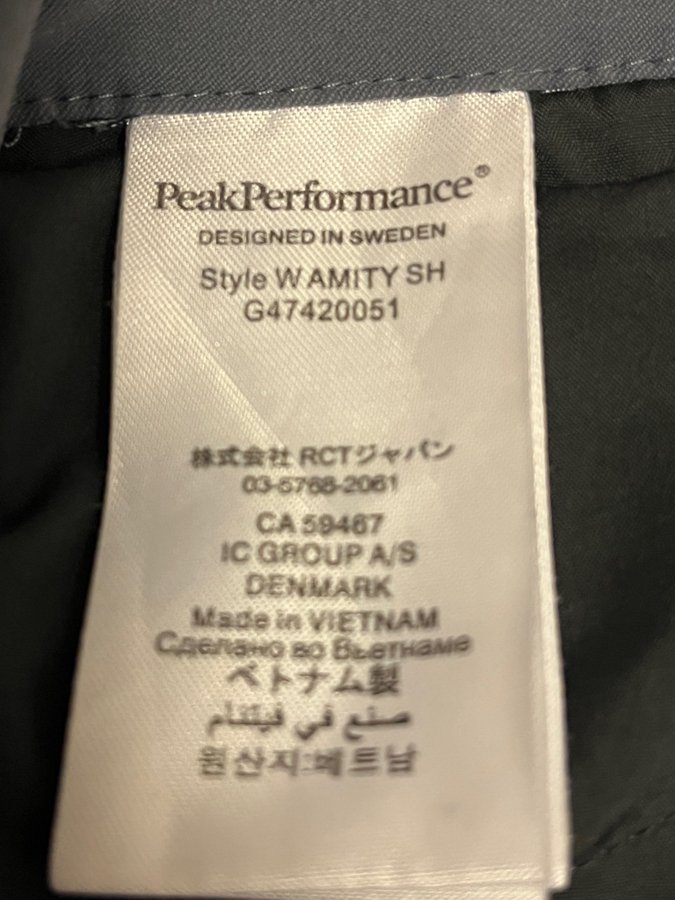 PeakPerformance®
DESIGNED IN SWEDEN
Style W AMITY SH
G47420051
株式会社 RCTジャパン
03-5768-2061
CA 59467
IC GROUP A/S
DENMARK
Made in VIETNAM
Сделано во Вьетнаме
ベトナム製
صنع في فيتنام
원산지:베트남